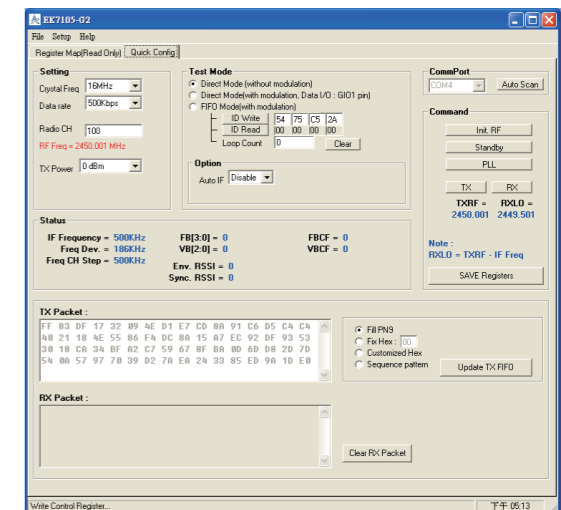 EK7105-G2
File Setup Help
Register Map(Read Only) Quick Config
Setting
Crystal Freq 16MHz
Data rate 500Kbps
Radio CH 100
RF Freq = 2450.001 MHz
TX Power 0 dBm
Test Mode
Direct Mode (without modulation)
Direct Mode(with modulation, Data I/O : GIO1 pin)
FIFO Mode(with modulation)
ID Write 54 75 C5 2A
ID Read 00 00 00 00
Loop Count 0 Clear
Option
Auto IF Disable
CommPort
COM4 Auto Scan
Command
Init. RF
Standby
PLL
TX RX
TXRF = RXLO =
2450.001 2449.501
Note :
RXLO = TXRF - IF Freq
SAVE Registers
Status
IF Frequency = 500KHz FB[3:0] = 0 FBCF = 0
Freq Dev. = 186KHz VB[2:0] = 0 VBCF = 0
Freq CH Step = 500KHz
Env. RSSI = 0
Sync. RSSI = 0
TX Packet :
FF 83 DF 17 32 09 4E D1 E7 CD 8A 91 C6 D5 C4 C4
40 21 18 4E 55 86 F4 DC 8A 15 A7 EC 92 DF 93 53
30 18 CA 34 BF A2 C7 59 67 8F BA 0D 6D D8 2D 7D
54 0A 57 97 70 39 D2 7A EA 24 33 85 ED 9A 1D E0
Fill PN9
Fix Hex : 00
Customized Hex
Sequence pattern
Update TX FIFO
RX Packet :
Clear RX Packet
Write Control Register...
下午 05:13